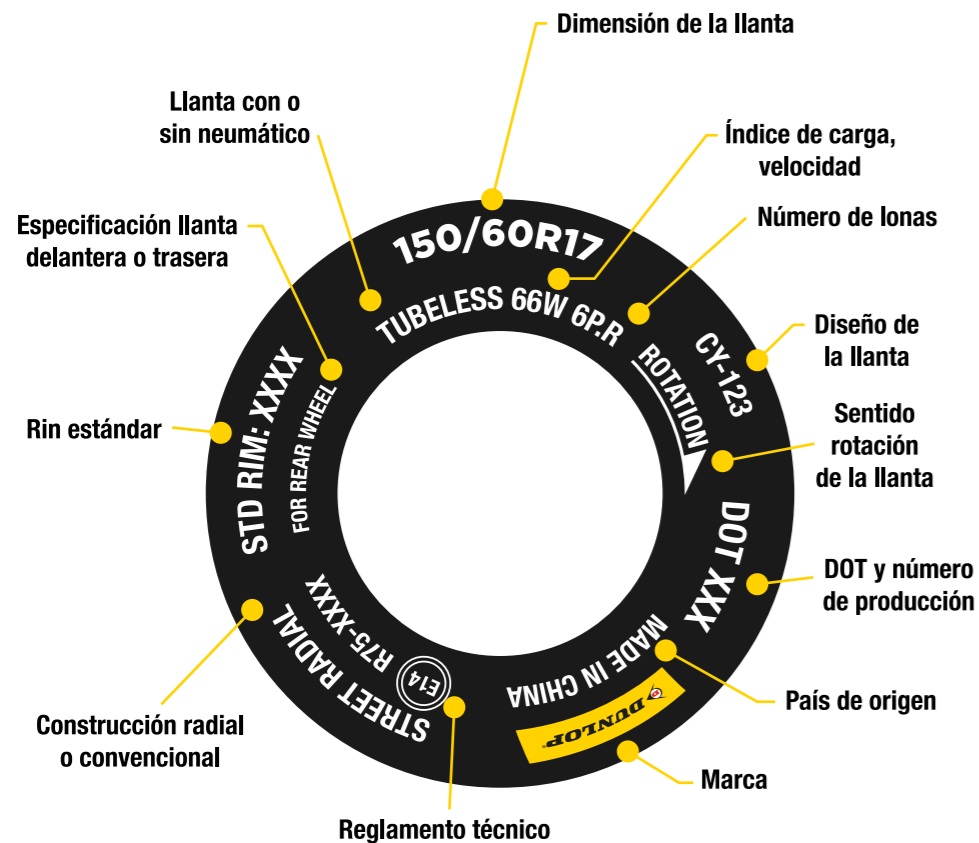 Dimensión de la llanta
Llanta con o
sin neumático
Índice de carga,
velocidad
Especificación llanta
delantera o trasera
Número de lonas
150/60R17
TUBELESS 66W 6P.R
CY-123
ROTATION
Diseño de
la llanta
STD RIM: XXXX
FOR REAR WHEEL
Rin estándar
Sentido
rotación
de la llanta
DOT XXX
DOT y número
de producción
R75-XXXX
E14
STREET RADIAL
MADE IN CHINA
DUNLOP
País de origen
Construcción radial
o convencional
Marca
Reglamento técnico